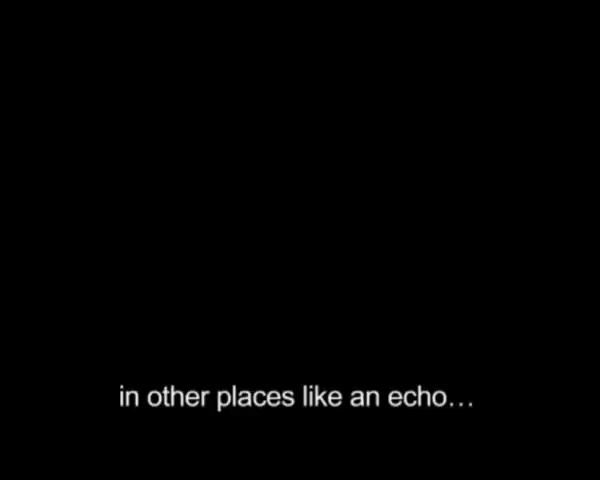 in other places like an echo…